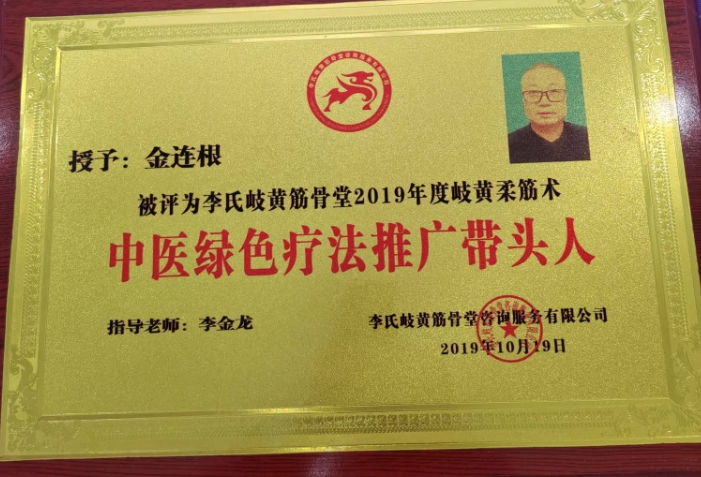 授予：金连根
被评为李氏岐黄筋骨堂2019年度岐黄柔筋术
中医绿色疗法推广带头人
指导老师：李金龙
李氏岐黄筋骨堂咨询服务有限公司
2019年10月19日